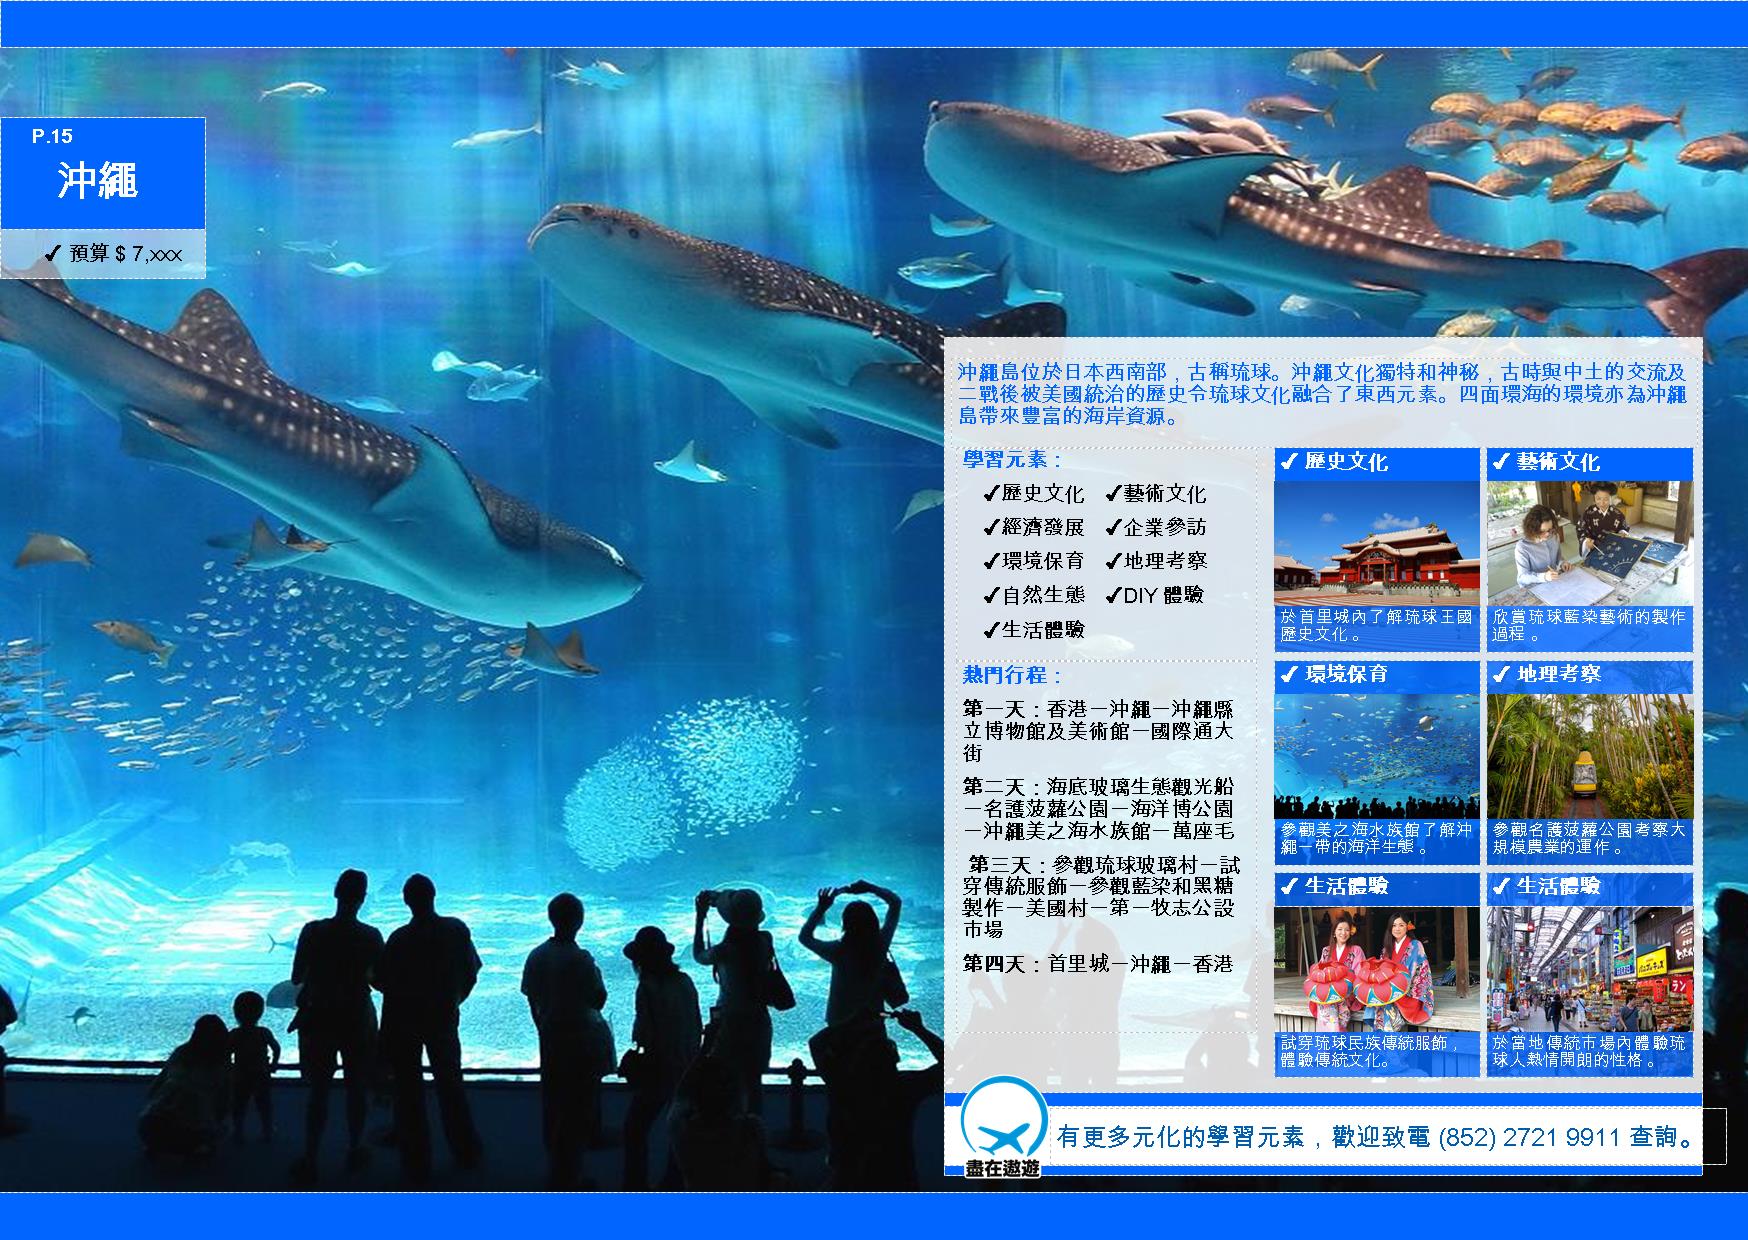 P.15
沖繩
✓ 預算 $ 7,xxx
沖繩島位於日本西南部，古稱琉球。沖繩文化獨特和神秘，古時與中土的交流及
二戰後被美國統治的歷史令琉球文化融合了東西元素。四面環海的環境亦為沖繩
島帶來豐富的海岸資源。
學習元素：
✓歷史文化 ✓藝術文化
✓經濟發展 ✓企業參訪
✓環境保育 ✓地理考察
✓自然生態 ✓DIY 體驗
✓生活體驗
熱門行程：
第一天：香港－沖繩－沖繩縣
立博物館及美術館－國際通大
街
第二天：海底玻璃生態觀光船
－名護菠蘿公園－海洋博公園
－沖繩美之海水族館－萬座毛
第三天：參觀琉球玻璃村－試
穿傳統服飾－參觀藍染和黑糖
製作－美國村－第一牧志公設
市場
第四天：首里城－沖繩－香港
✓ 歷史文化
於首里城內了解琉球王國
歷史文化。
✓ 藝術文化
欣賞琉球藍染藝術的製作
過程。
✓ 環境保育
參觀美之海水族館了解沖
繩一帶的海洋生態。
✓ 地理考察
參觀名護菠蘿公園考察大
規模農業的運作。
✓ 生活體驗
試穿琉球民族傳統服飾，
體驗傳統文化。
✓ 生活體驗
於當地傳統市場內體驗琉
球人熱情開朗的性格。
盡在遨遊
有更多元化的學習元素，歡迎致電 (852) 2721 9911 查詢。